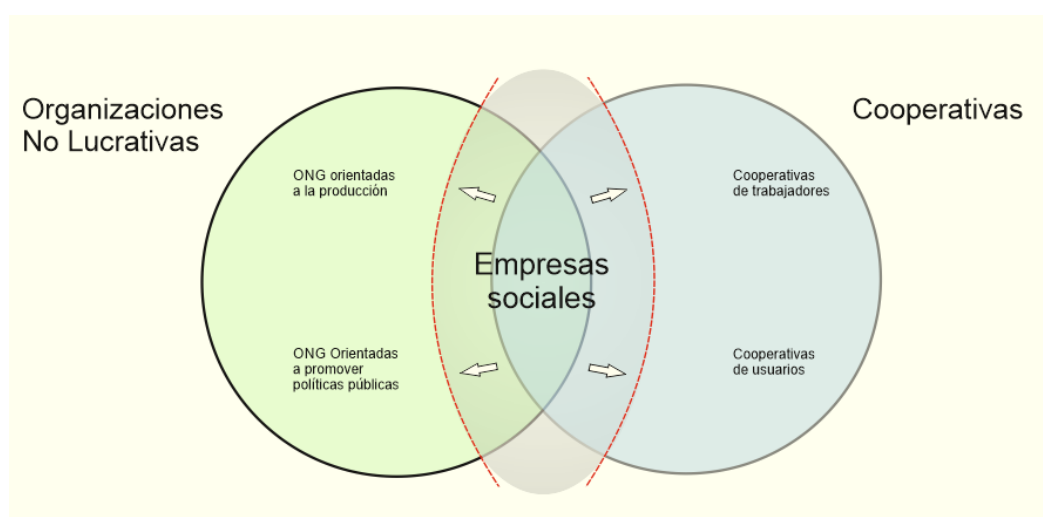 Organizaciones
No Lucrativas
Cooperativas
ONG orientadas
a la producción
Cooperativas
de trabajadores
Empresas
sociales
ONG Orientadas
a promover
políticas públicas
Cooperativas
de usuarios